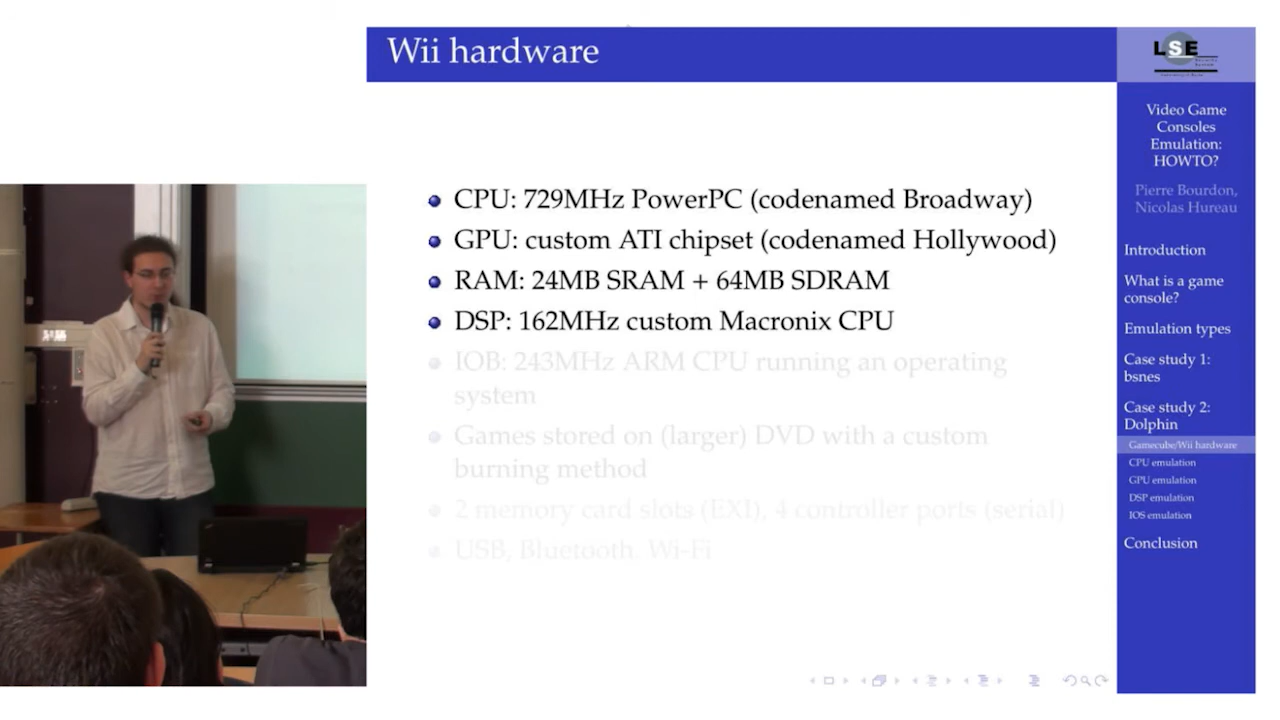 Wii hardware
CPU: 729MHz PowerPC (codenamed Broadway)
GPU: custom ATI chipset (codenamed Hollywood)
RAM: 24MB SRAM + 64MB SDRAM
DSP: 162MHz custom Macronix CPU
IOB: 243MHz ARM CPU running an operating
system
Games stored on (larger) DVD with a custom
burning method
2 memory card slots (EXI), 4 controller ports (serial)
USB, Bluetooth, Wi-Fi
LSE
Video Game
Consoles
Emulation:
HOWTO?
Pierre Bourdon,
Nicolas Hureau
Introduction
What is a game
console?
Emulation types
Case study 1:
bsnes
Case study 2:
Dolphin
Gamecube/Wii hardware
CPU emulation
GPU emulation
DSP emulation
IOS emulation
Conclusion